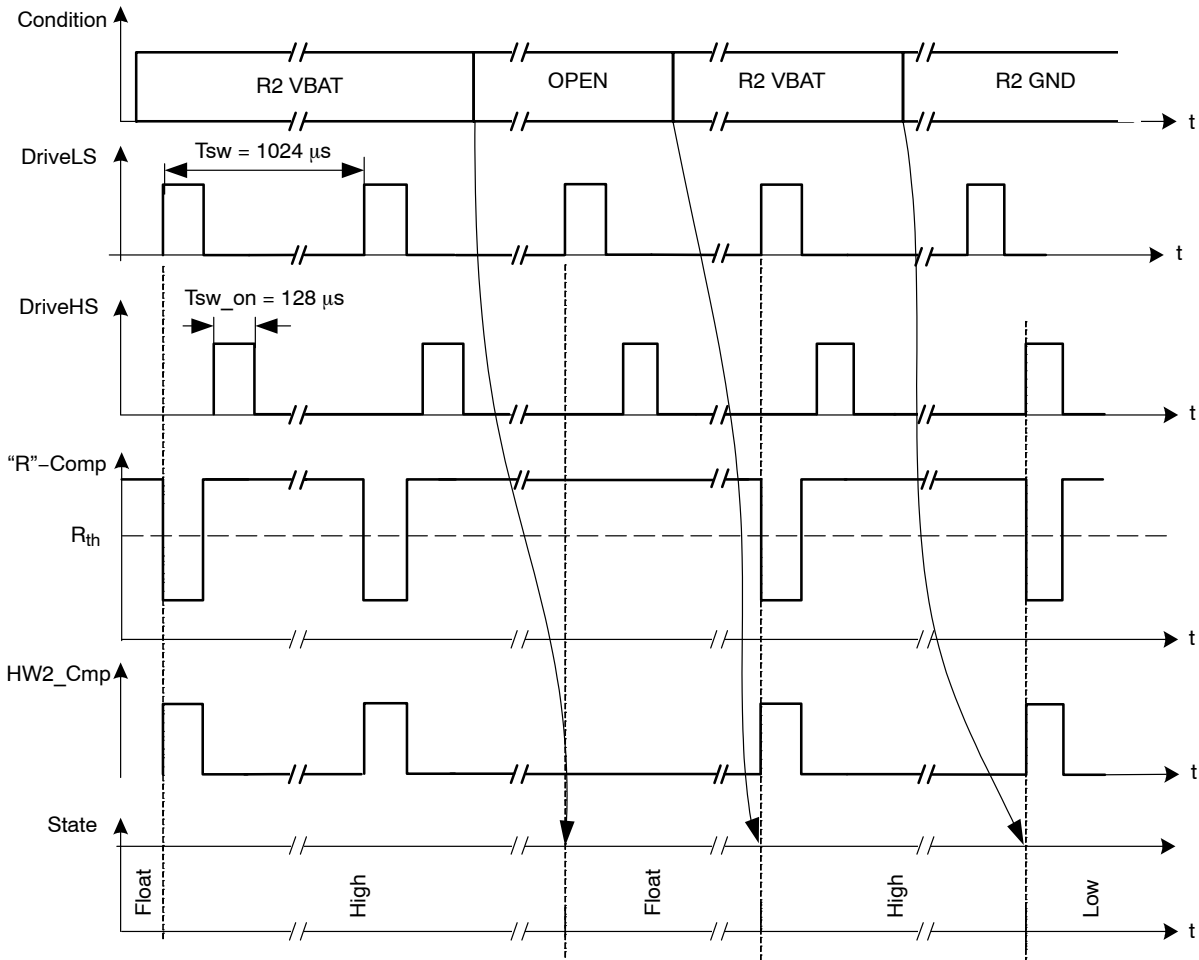 Condition
R2 VBAT
OPEN
R2 VBAT
R2 GND
t
DriveLS
Tsw = 1024 μs
t
DriveHS
Tsw_on = 128 μs
t
“R”−Comp
Rth
t
HW2_Cmp
t
State
Float
High
Float
High
Low
t